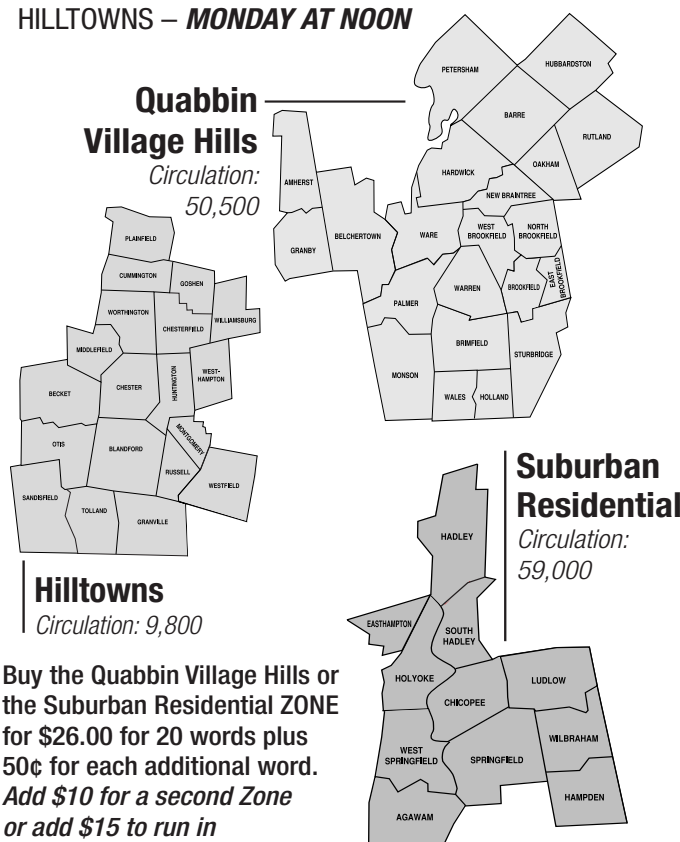 HILLTOWNS – MONDAY AT NOON
Quabbin
Village Hills
Circulation:
50,500
PETERSHAM
HUBBARDSTON
BARRE
RUTLAND
OAKHAM
HARDWICK
NEW BRAINTREE
AMHERST
BELCHERTOWN
GRANBY
WARE
WEST
BROOKFIELD
NORTH
BROOKFIELD
EAST
BROOKFIELD
BROOKFIELD
WARREN
PALMER
BRIMFIELD
STURBRIDGE
MONSON
WALES
HOLLAND
PLAINFIELD
CUMMINGTON
GOSHEN
WORTHINGTON
CHESTERFIELD
WILLIAMSBURG
MIDDLEFIELD
BECKET
CHESTER
HUNTINGTON
WEST-
HAMPTON
OTIS
BLANDFORD
MONTGOMERY
RUSSELL
WESTFIELD
SANDISFIELD
TOLLAND
GRANVILLE
Hilltowns
Circulation: 9,800
Suburban
Residential
Circulation:
59,000
HADLEY
EASTHAMPTON
SOUTH
HADLEY
HOLYOKE
CHICOPEE
LUDLOW
WEST
SPRINGFIELD
SPRINGFIELD
WILBRAHAM
HAMPDEN
AGAWAM
Buy the Quabbin Village Hills or
the Suburban Residential ZONE
for $26.00 for 20 words plus
50¢ for each additional word.
Add $10 for a second Zone
or add $15 to run in